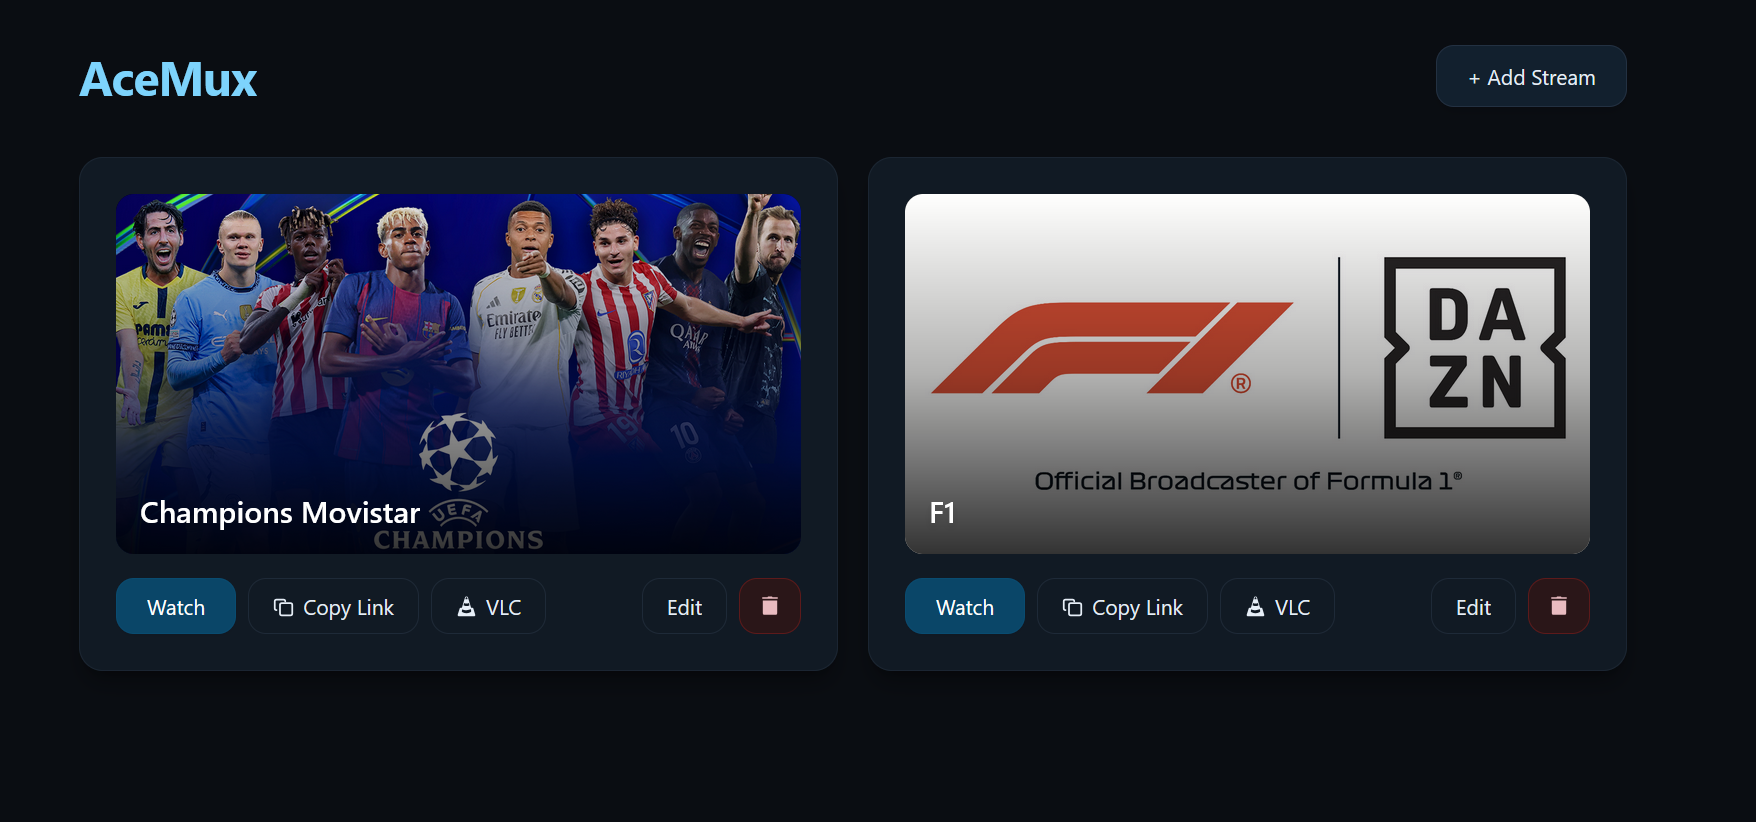 AceMux
+ Add Stream
Emirates
FLY BETTER
QATAR
19
10
UEFA
CHAMPIONS
Champions Movistar
Watch
Copy Link
VLC
Edit
F1®
DA
ZN
Official Broadcaster of Formula 1®
F1
Watch
Copy Link
VLC
Edit